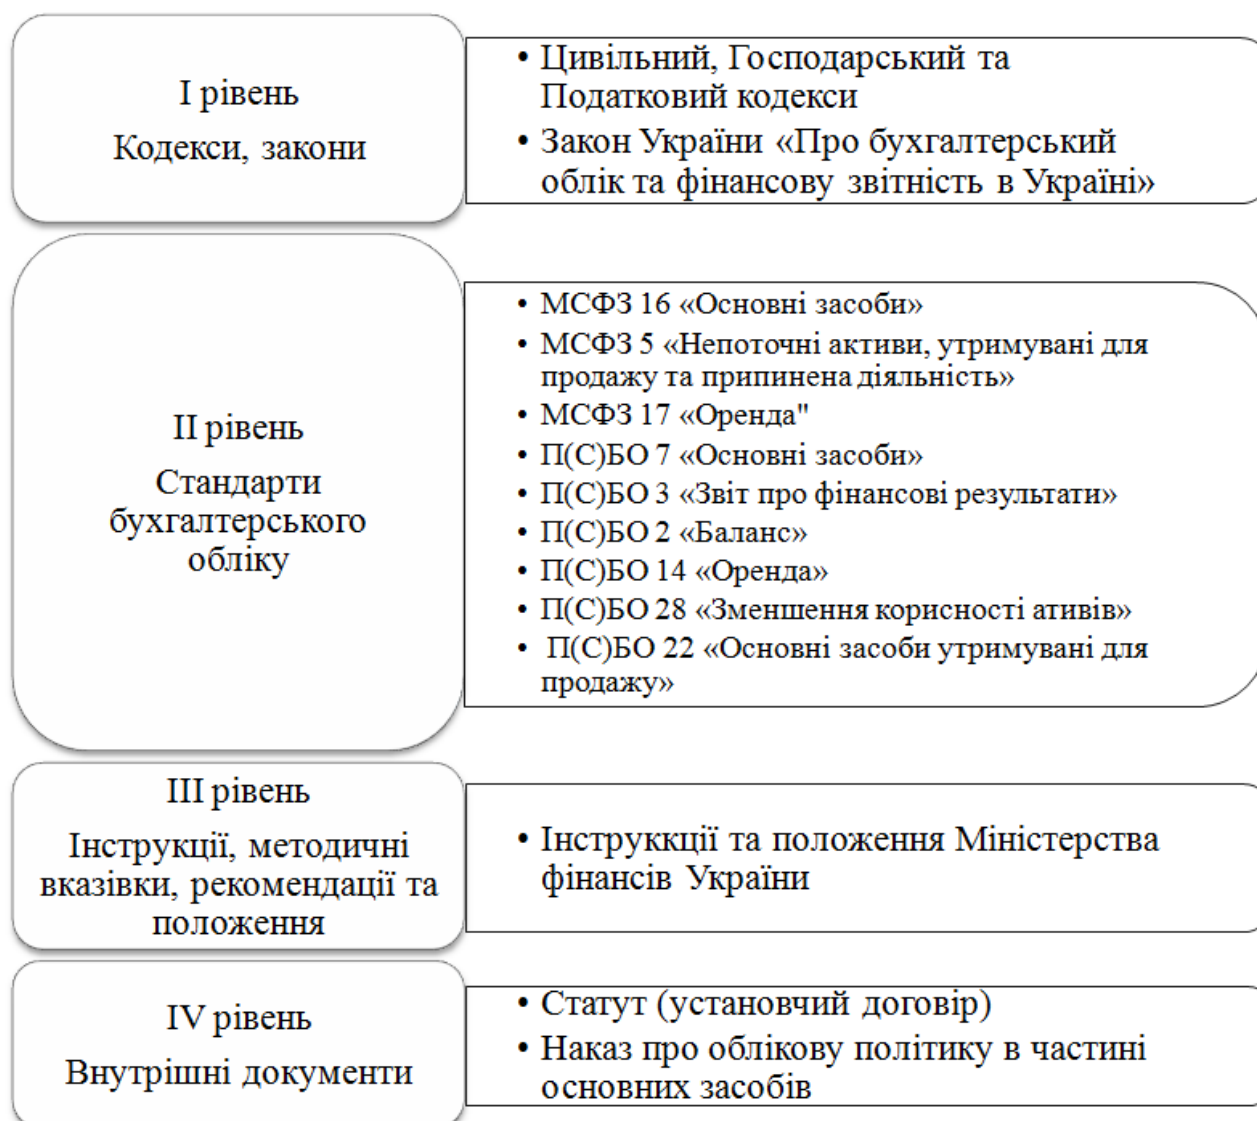 I рівень
Кодекси, закони
• Цивільний, Господарський та
Податковий кодекси
• Закон України «Про бухгалтерський
облік та фінансову звітність в Україні»
II рівень
Стандарти
бухгалтерського
обліку
• МСФЗ 16 «Основні засоби»
• МСФЗ 5 «Непоточні активи, утримувані для
продажу та припинена діяльність»
• МСФЗ 17 «Оренда"
• П(С)БО 7 «Основні засоби»
• П(С)БО 3 «Звіт про фінансові результати»
• П(С)БО 2 «Баланс»
• П(С)БО 14 «Оренда»
• П(С)БО 28 «Зменшення корисності ативів»
• П(С)БО 22 «Основні засоби утримувані для
продажу»
III рівень
Інструкції, методичні
вказівки, рекомендації та
положення
• Інструккції та положення Міністерства
фінансів України
IV рівень
Внутрішні документи
• Статут (установчий договір)
• Наказ про облікову політику в частині
основних засобів